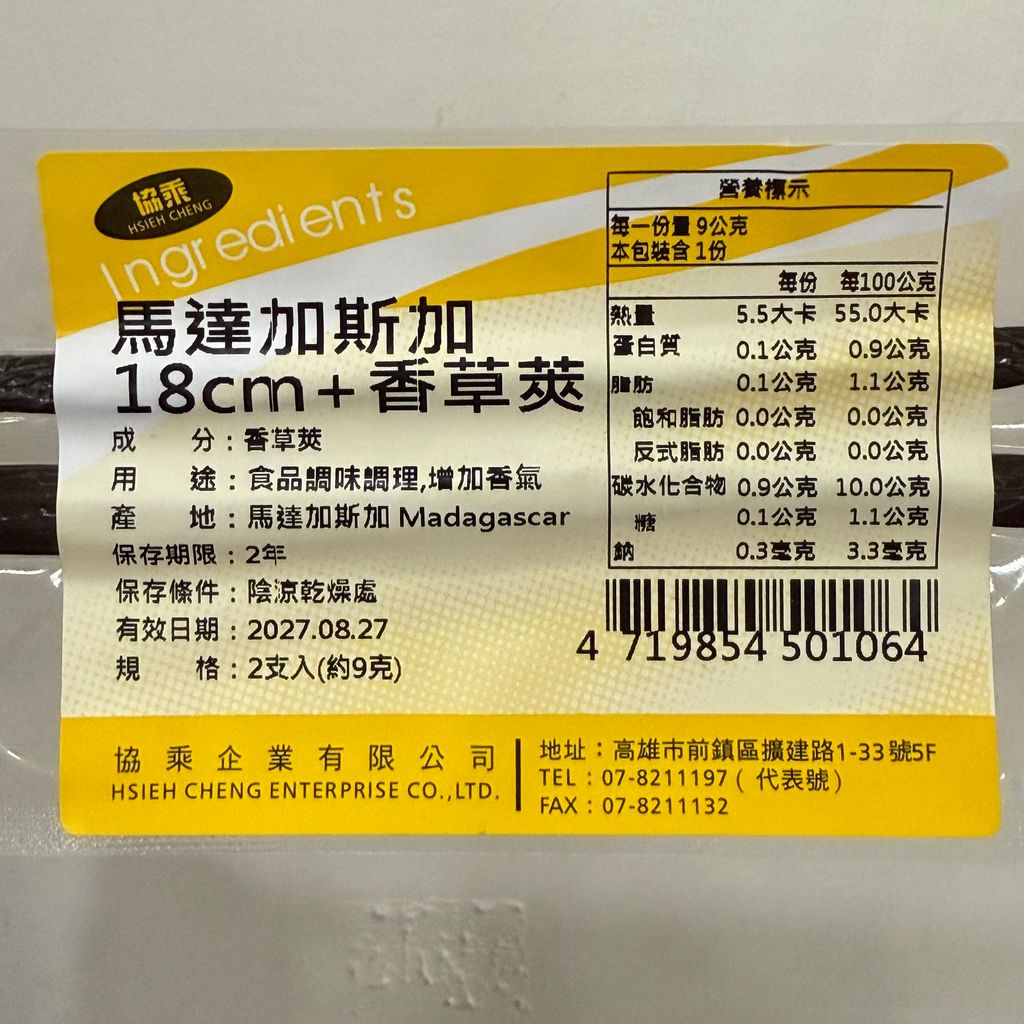 協乘
HSIEH CHENG
Ingredients
馬達加斯加
18cm+香草莢
成 分：香草莢
用 途：食品調味調理,增加香氣
產 地：馬達加斯加 Madagascar
保存期限：2年
保存條件：陰涼乾燥處
有效日期：2027.08.27
規 格：2支入(約9克)
營養標示
每一份量 9公克
本包裝含 1份
每份 每100公克
熱量 5.5大卡 55.0大卡
蛋白質 0.1公克 0.9公克
脂肪 0.1公克 1.1公克
飽和脂肪 0.0公克 0.0公克
反式脂肪 0.0公克 0.0公克
碳水化合物 0.9公克 10.0公克
糖 0.1公克 1.1公克
鈉 0.3毫克 3.3毫克
4 719854 501064
協乘企業有限公司
HSIEH CHENG ENTERPRISE CO.,LTD.
地址：高雄市前鎮區擴建路1-33號5F
TEL：07-8211197（代表號）
FAX：07-8211132